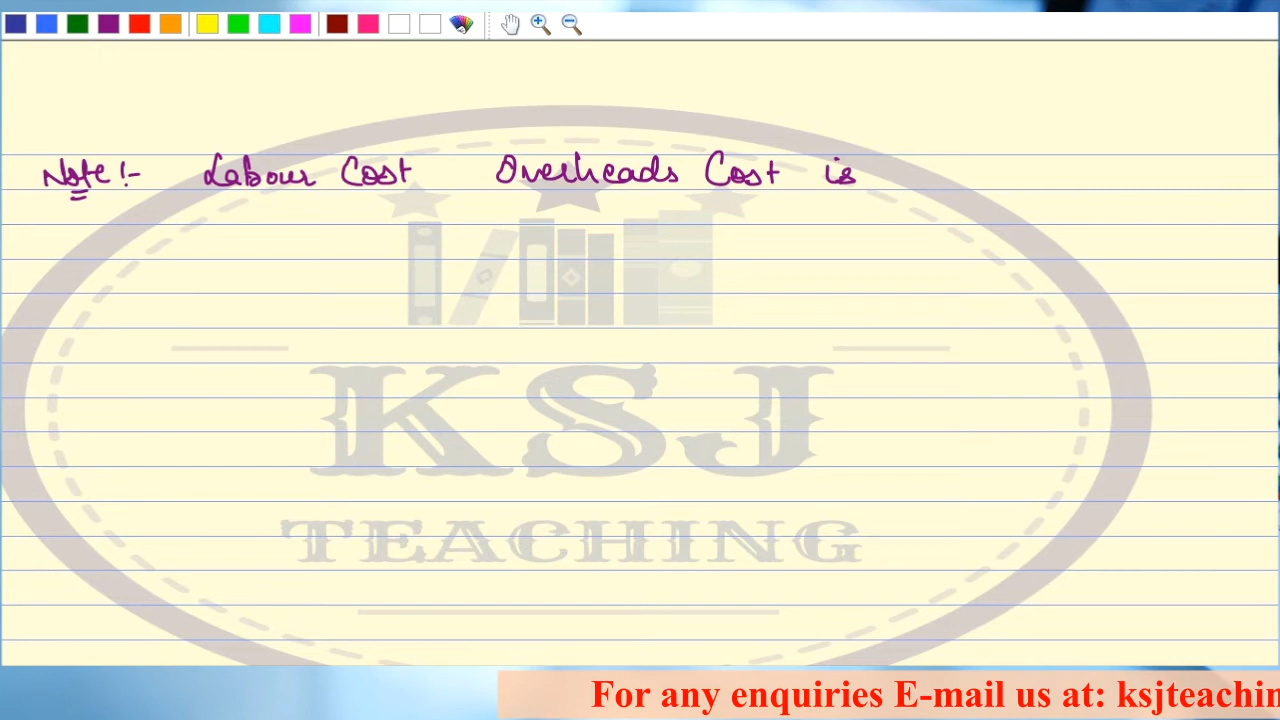 Note :- Labour Cost Overheads Cost is
KSJ
TEACHING
For any enquiries E-mail us at: ksjteachin